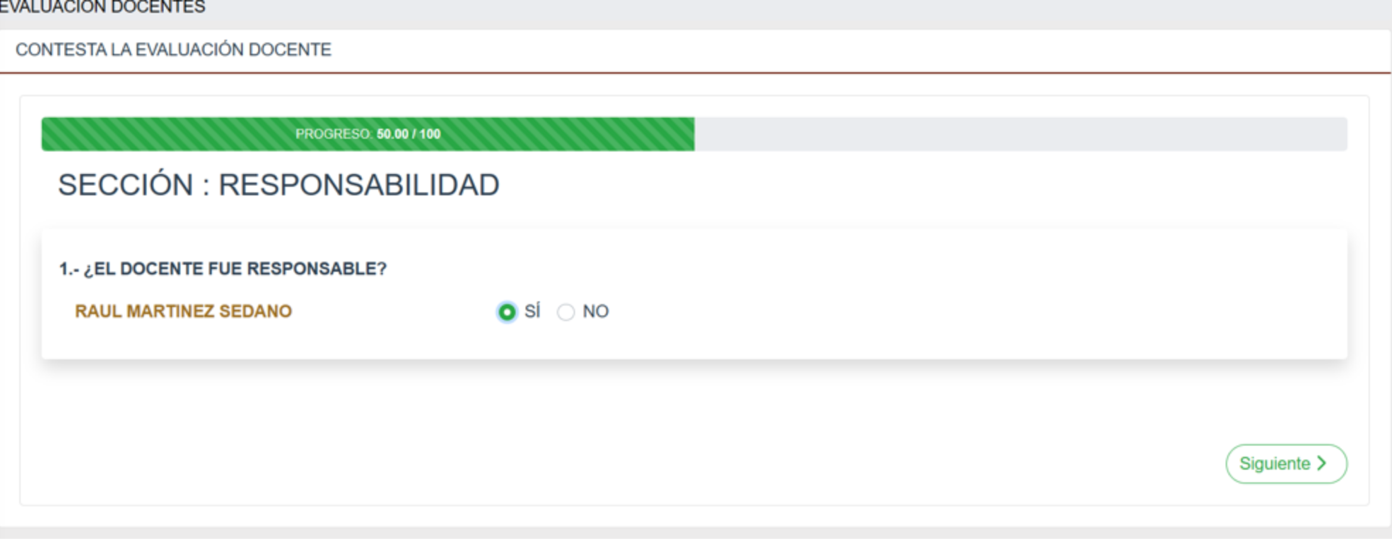 EVALUACIÓN DOCENTES
CONTESTA LA EVALUACIÓN DOCENTE
PROGRESO: 50.00 / 100
SECCIÓN : RESPONSABILIDAD
1.- ¿EL DOCENTE FUE RESPONSABLE?
RAUL MARTINEZ SEDANO SÍ NO
Siguiente